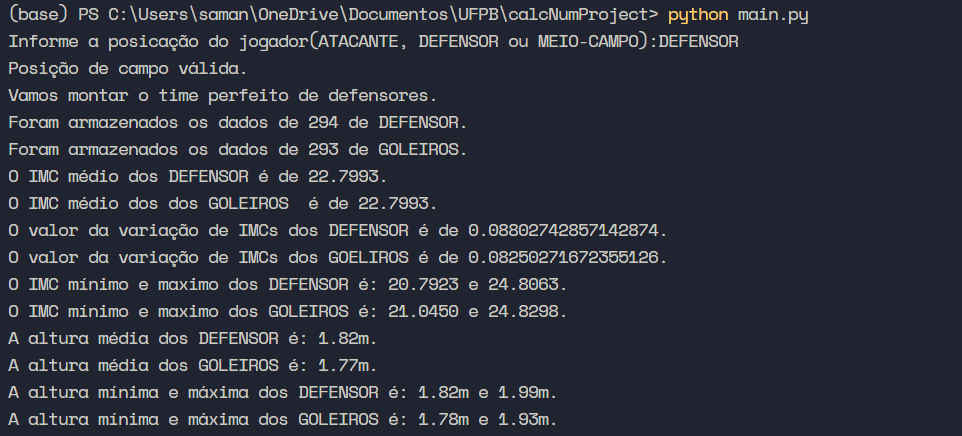 (base) PS C:\Users\saman\OneDrive\Documentos\UFPB\calcNumProject> python main.py
Informe a posicação do jogador(ATACANTE, DEFENSOR ou MEIO-CAMPO):DEFENSOR
Posição de campo válida.
Vamos montar o time perfeito de defensores.
Foram armazenados os dados de 294 de DEFENSOR.
Foram armazenados os dados de 293 de GOLEIROS.
O IMC médio dos DEFENSOR é de 22.7993.
O IMC médio dos dos GOLEIROS  é de 22.7993.
O valor da variação de IMCs dos DEFENSOR é de 0.08802742857142874.
O valor da variação de IMCs dos GOELIROS é de 0.08250271672355126.
O IMC mínimo e maximo dos DEFENSOR é: 20.7923 e 24.8063.
O IMC mínimo e maximo dos GOLEIROS é: 21.0450 e 24.8298.
A altura média dos DEFENSOR é: 1.82m.
A altura média dos GOLEIROS é: 1.77m.
A altura mínima e máxima dos DEFENSOR é: 1.82m e 1.99m.
A altura mínima e máxima dos GOLEIROS é: 1.78m e 1.93m.